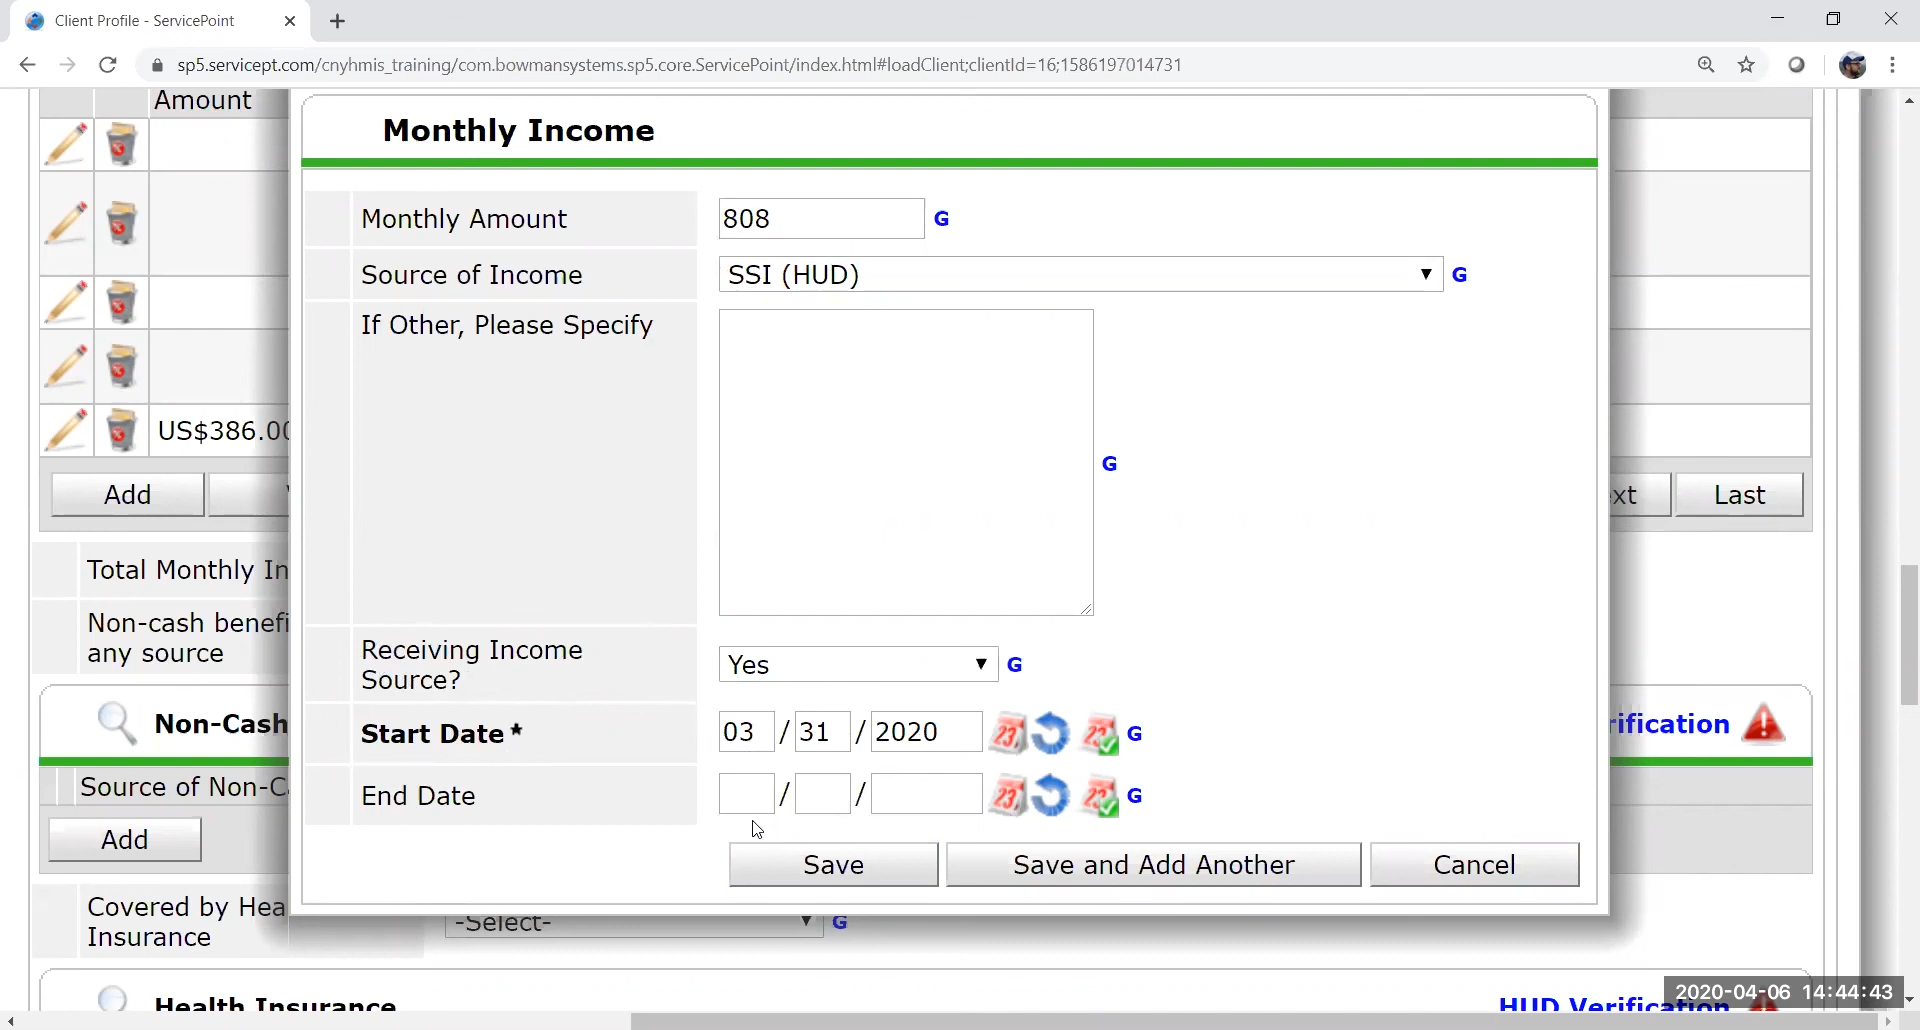 Client Profile - ServicePoint
sp5.servicept.com/cnyhmis_training/com.bowmansystems.sp5.core.ServicePoint/index.html#loadClient;clientId=16;1586197014731
Amount
Monthly Income
Monthly Amount 808 G
Source of Income SSI (HUD) G
If Other, Please Specify
G
US$386.00
Add
Last
Total Monthly In
Non-cash benefi
any source
Receiving Income
Source?
Yes G
Start Date * 03 / 31 / 2020 G
End Date / / G
Non-Cash
rification
Source of Non-C
Add
Save Save and Add Another Cancel
Covered by Hea
Insurance
-Select- G
Health Insurance
HUD Verification
2020-04-06 14:44:43